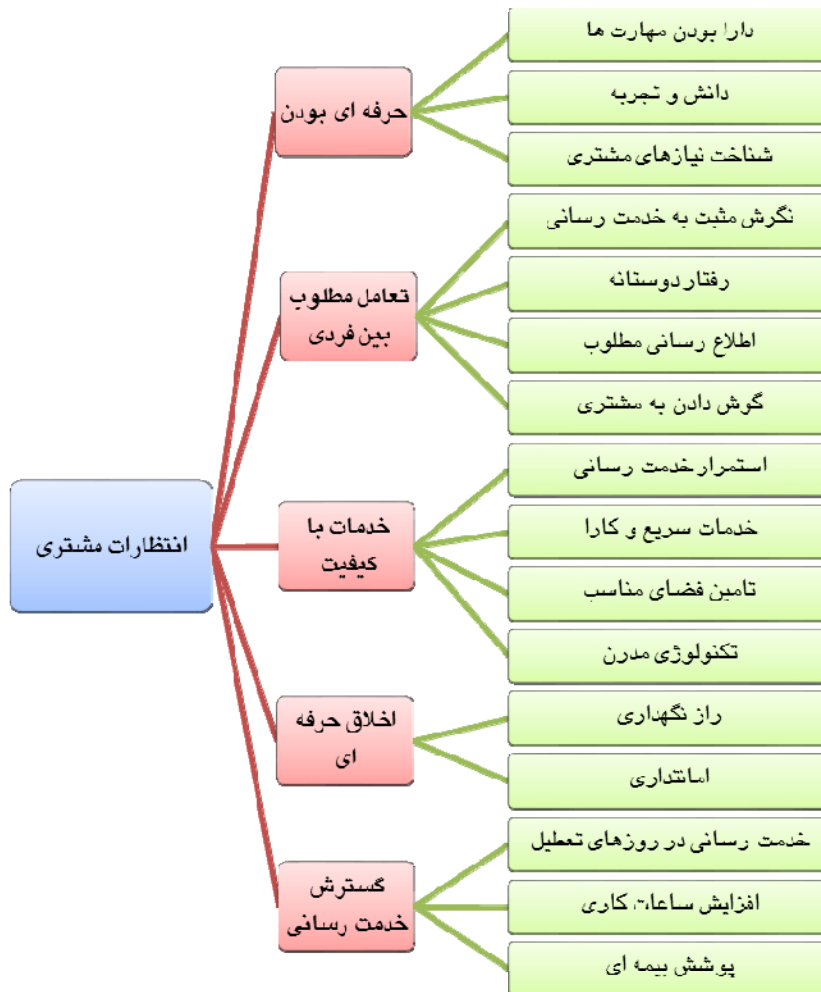 انتظارات مشتری
حرفه ای بودن
دارا بودن مهارت ها
دانش و تجربه
شناخت نیازهای مشتری
تعامل مطلوب
بین فردی
نگرش مثبت به خدمت رسانی
رفتار دوستانه
اطلاع رسانی مطلوب
گوش دادن به مشتری
خدمات با
کیفیت
استمرار خدمت رسانی
خدمات سریع و کارا
تامین فضای مناسب
تکنولوژی مدرن
اخلاق حرفه
ای
راز نگهداری
امانتداری
گسترش
خدمت رسانی
خدمت رسانی در روزهای تعطیل
افزایش ساعات کاری
پوشش بیمه ای